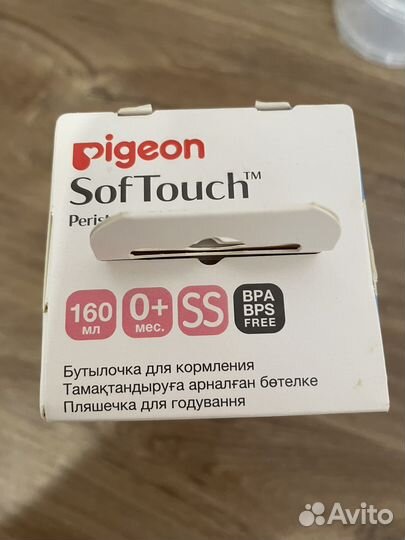 pigeon
SofTouch™
160 мл
0+ мес.
SS
BPA BPS FREE
Бутылочка для кормления
Тамақтандыруға арналған бөтелке
Пляшечка для годування
Avito